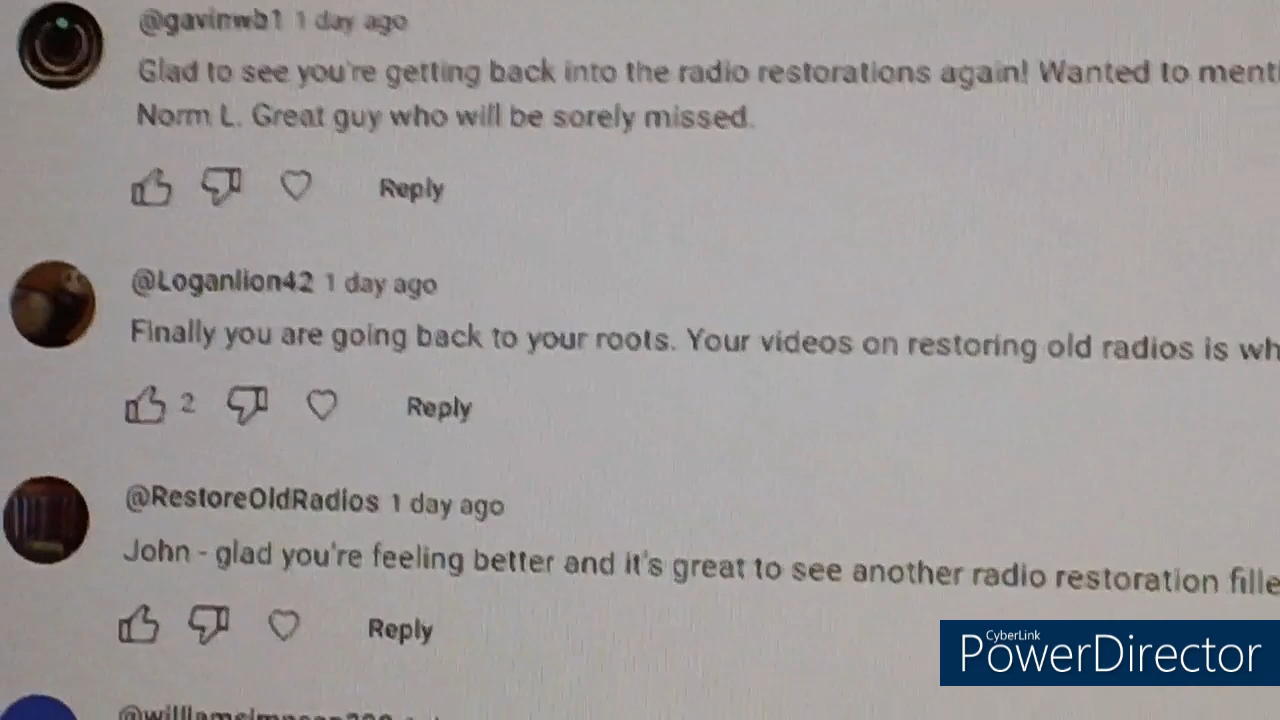 @gavinwb1 1 day ago
Glad to see you're getting back into the radio restorations again! Wanted to
Norm L. Great guy who will be sorely missed.
Reply
@Loganlion42 1 day ago
Finally you are going back to your roots. Your videos on restoring old radios is
2 Reply
@RestoreOldRadios 1 day ago
John - glad you're feeling better and it's great to see another radio restoration
Reply
CyberLink
PowerDirector